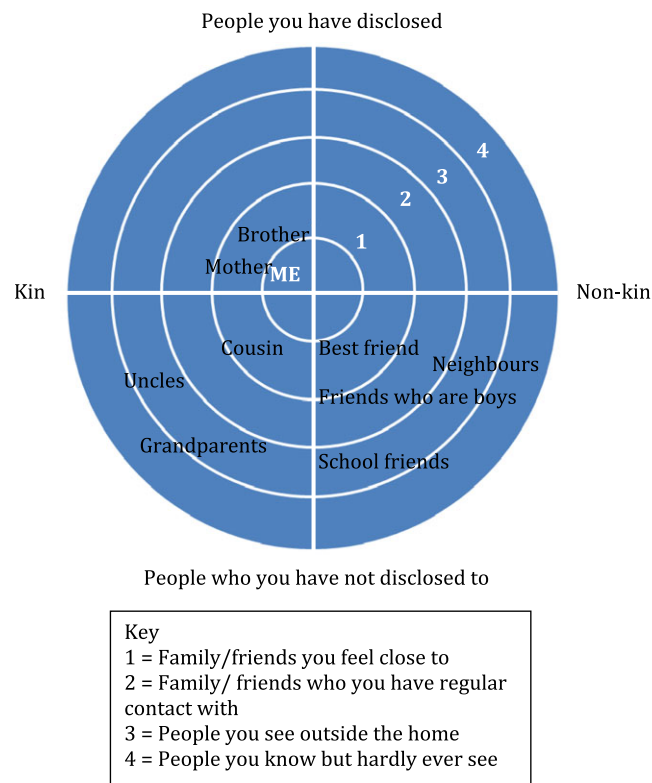 People you have disclosed
4
3
2
Brother
1
Mother
ME
Kin
Non-kin
Cousin
Best friend
Neighbours
Uncles
Friends who are boys
Grandparents
School friends
People who you have not disclosed to
Key
1 = Family/friends you feel close to
2 = Family/ friends who you have regular
contact with
3 = People you see outside the home
4 = People you know but hardly ever see